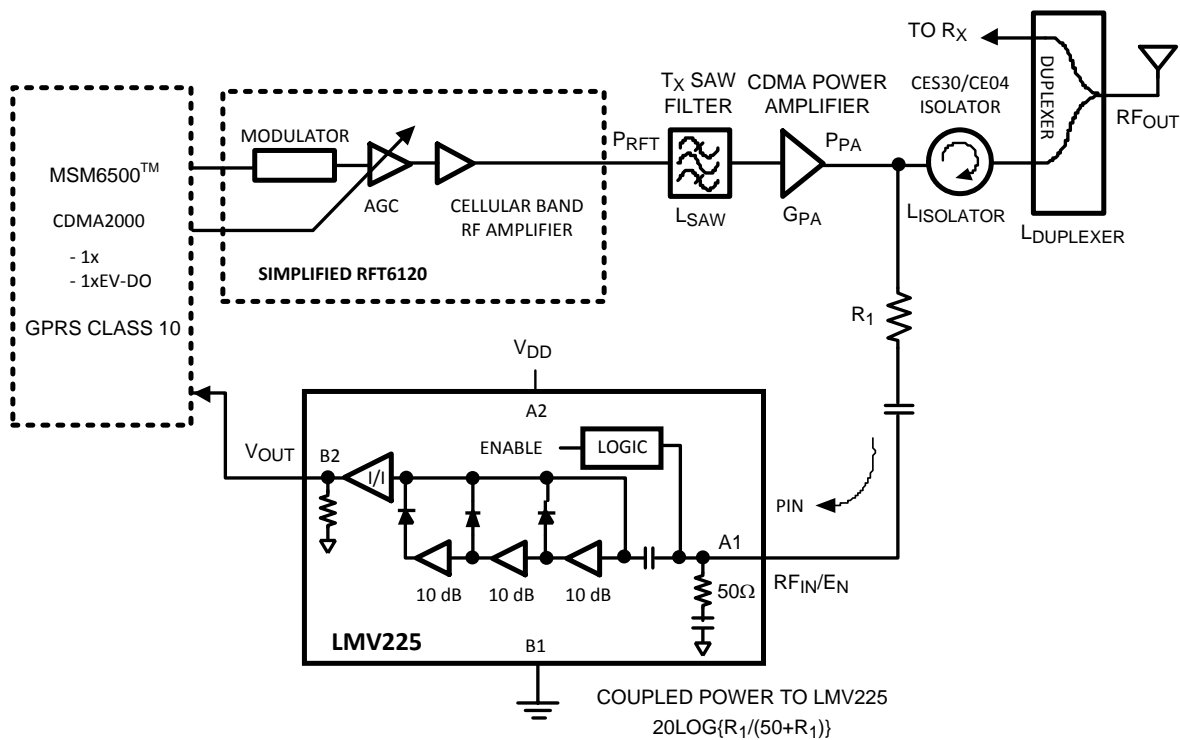 TO RX
DUPLEXER
RFOUT
CES30/CE04
ISOLATOR
LISOLATOR
LDUPLEXER
TX SAW
FILTER
LSAW
CDMA POWER
AMPLIFIER
GPA
PPA
PRFT
MODULATOR
AGC
CELLULAR BAND
RF AMPLIFIER
SIMPLIFIED RFT6120
MSM6500™
CDMA2000
- 1x
- 1xEV-DO
GPRS CLASS 10
R1
VDD
A2
ENABLE
LOGIC
VOUT
B2
I/I
PIN
A1
RFIN/EN
50Ω
10 dB
10 dB
10 dB
LMV225
B1
COUPLED POWER TO LMV225
20LOG{R1/(50+R1)}